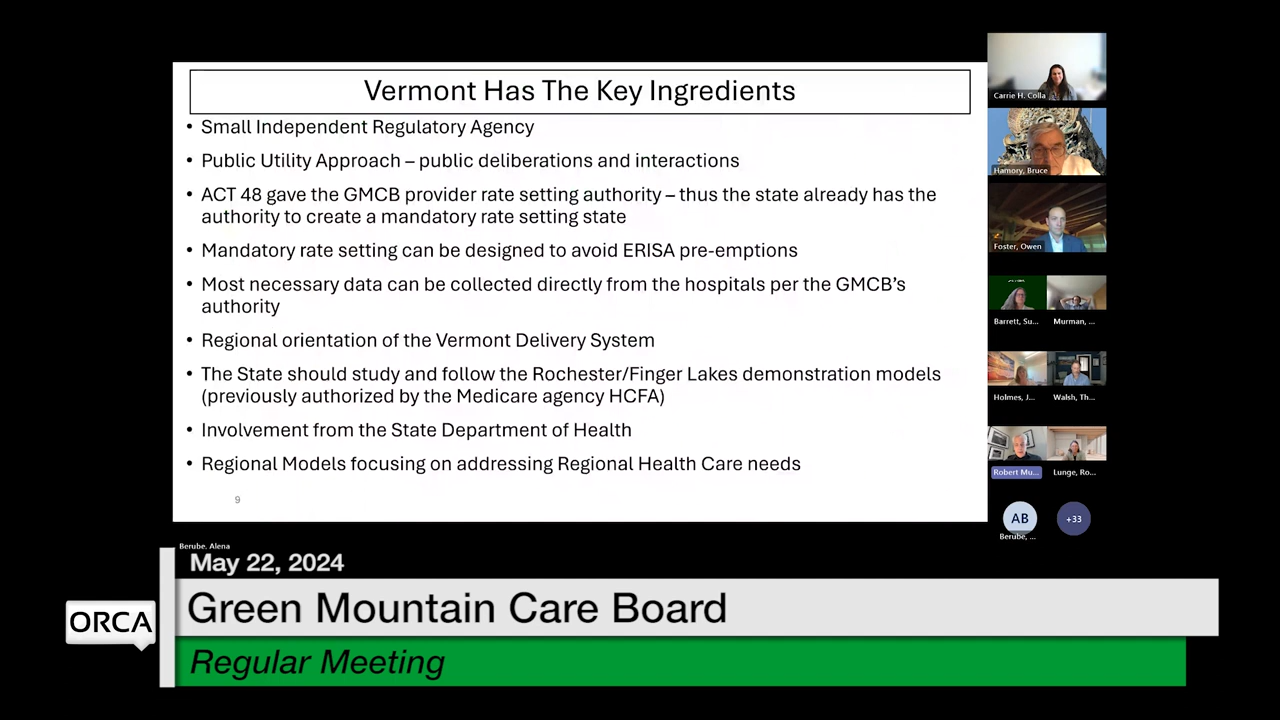 Vermont Has The Key Ingredients
• Small Independent Regulatory Agency
• Public Utility Approach – public deliberations and interactions
• ACT 48 gave the GMCB provider rate setting authority – thus the state already has the
authority to create a mandatory rate setting state
• Mandatory rate setting can be designed to avoid ERISA pre-emptions
• Most necessary data can be collected directly from the hospitals per the GMCB's
authority
• Regional orientation of the Vermont Delivery System
• The State should study and follow the Rochester/Finger Lakes demonstration models
(previously authorized by the Medicare agency HCFA)
• Involvement from the State Department of Health
• Regional Models focusing on addressing Regional Health Care needs
9
Carrie H. Colla
Hamory, Bruce
Foster, Owen
Barrett, Su...
Murman, ...
Holmes, J...
Walsh, Th...
Robert Mu...
Lunge, Ro...
AB
+33
Berube, ...
Berube, Alena
May 22, 2024
ORCA
Green Mountain Care Board
Regular Meeting